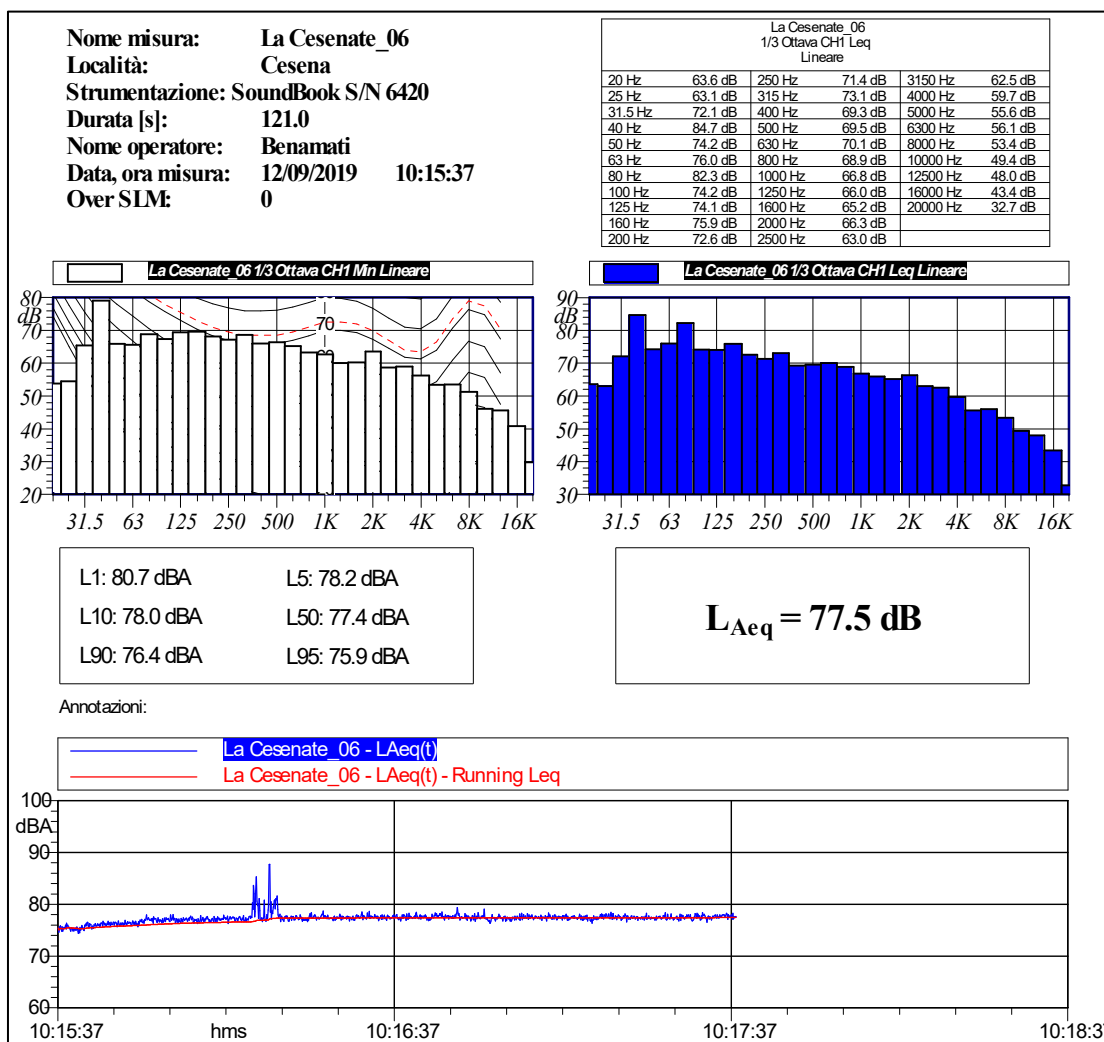 Nome misura: La Cesenate_06
Località: Cesena
Strumentazione: SoundBook S/N 6420
Durata [s]: 121.0
Nome operatore: Benamati
Data, ora misura: 12/09/2019 10:15:37
Over SLM: 0
La Cesenate_06
1/3 Ottava CH1 Leq
Lineare
20 Hz 63.6 dB 250 Hz 71.4 dB 3150 Hz 62.5 dB
25 Hz 63.1 dB 315 Hz 73.1 dB 4000 Hz 59.7 dB
31.5 Hz 72.1 dB 400 Hz 69.3 dB 5000 Hz 55.6 dB
40 Hz 84.7 dB 500 Hz 69.5 dB 6300 Hz 56.1 dB
50 Hz 74.2 dB 630 Hz 70.1 dB 8000 Hz 53.4 dB
63 Hz 76.0 dB 800 Hz 68.9 dB 10000 Hz 49.4 dB
80 Hz 82.3 dB 1000 Hz 66.8 dB 12500 Hz 48.0 dB
100 Hz 74.2 dB 1250 Hz 66.0 dB 16000 Hz 43.4 dB
125 Hz 74.1 dB 1600 Hz 65.2 dB 20000 Hz 32.7 dB
160 Hz 75.9 dB 2000 Hz 66.3 dB
200 Hz 72.6 dB 2500 Hz 63.0 dB
La Cesenate_06 1/3 Ottava CH1 Min Lineare
80
dB
70
60
50
40
30
20
70
31.5 63 125 250 500 1K 2K 4K 8K 16K
La Cesenate_06 1/3 Ottava CH1 Leq Lineare
90
dB
80
70
60
50
40
30
31.5 63 125 250 500 1K 2K 4K 8K 16K
L1: 80.7 dBA L5: 78.2 dBA
L10: 78.0 dBA L50: 77.4 dBA
L90: 76.4 dBA L95: 75.9 dBA
LAeq = 77.5 dB
Annotazioni:
La Cesenate_06 - LAeq(t)
La Cesenate_06 - LAeq(t) - Running Leq
100
dBA
90
80
70
60
10:15:37 hms 10:16:37 10:17:37 10:18:37